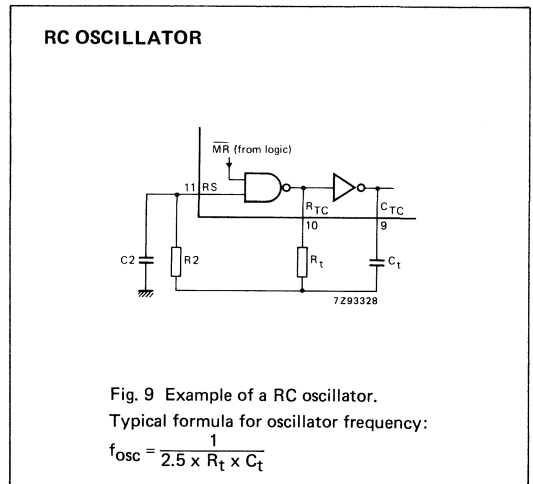 RC OSCILLATOR
MR (from logic)
11 RS
RTC
CTC
10
9
C2
R2
Rt
Ct
7Z93328
Fig. 9 Example of a RC oscillator.
Typical formula for oscillator frequency:
fosc = 1
2.5 x Rt x Ct